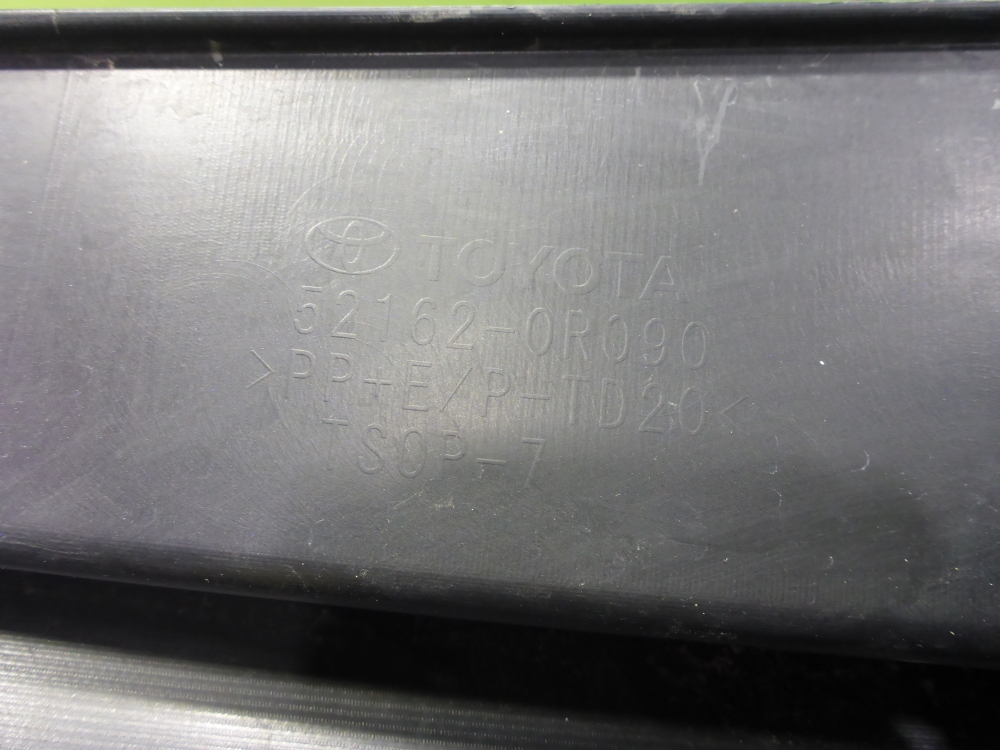 TOYOTA
52162-0R090
>PP+E/P-TD20<
TSOP-7